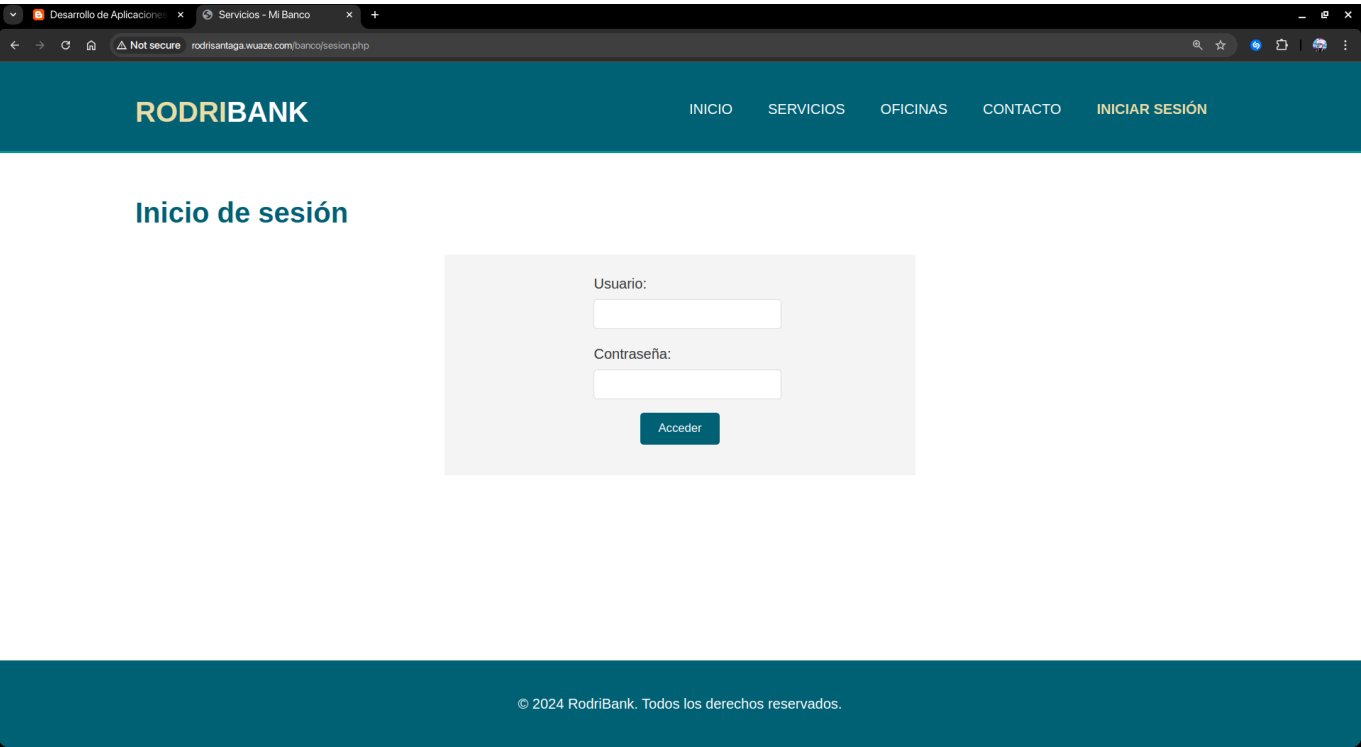 Desarrollo de Aplicaciones
Servicios - Mi Banco
Not secure
rodrisantaga.wuaze.com/banco/sesion.php
RODRIBANK
INICIO SERVICIOS OFICINAS CONTACTO INICIAR SESIÓN
Inicio de sesión
Usuario:
Contraseña:
Acceder
© 2024 RodriBank. Todos los derechos reservados.